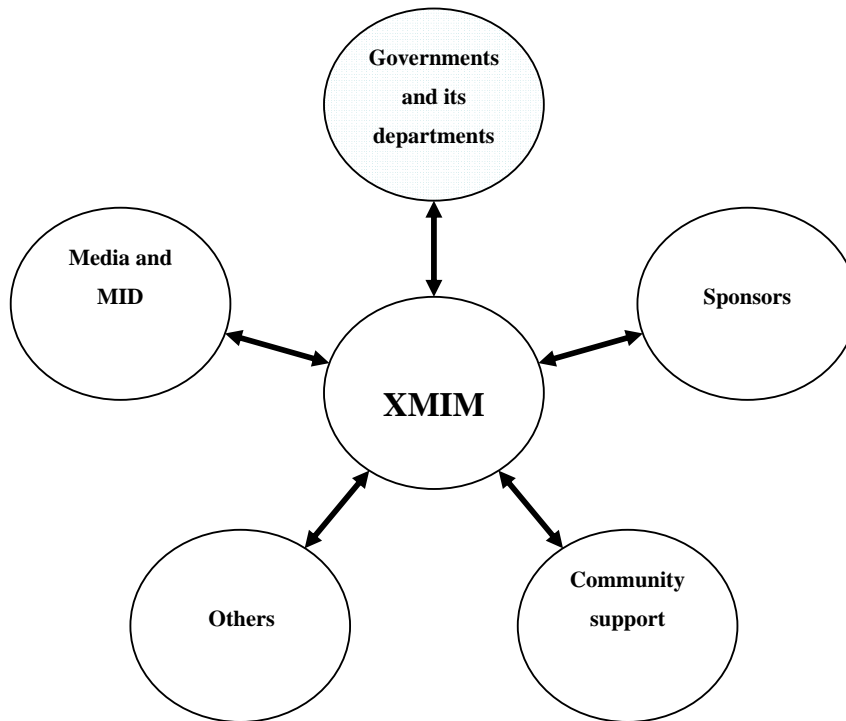 Governments
and its
departments
Media and
MID
Sponsors
XMIM
Others
Community
support